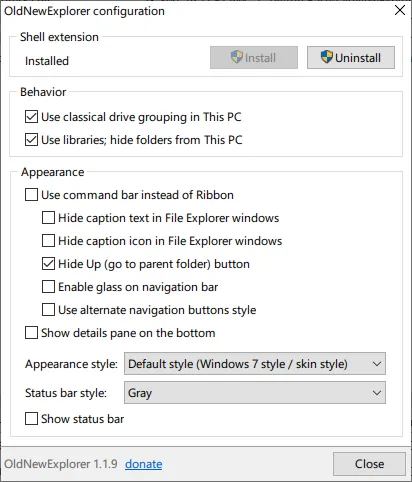 OldNewExplorer configuration
Shell extension
Installed
Install
Uninstall
Behavior
Use classical drive grouping in This PC
Use libraries; hide folders from This PC
Appearance
Use command bar instead of Ribbon
Hide caption text in File Explorer windows
Hide caption icon in File Explorer windows
Hide Up (go to parent folder) button
Enable glass on navigation bar
Use alternate navigation buttons style
Show details pane on the bottom
Appearance style: Default style (Windows 7 style / skin style)
Status bar style: Gray
Show status bar
OldNewExplorer 1.1.9 donate
Close